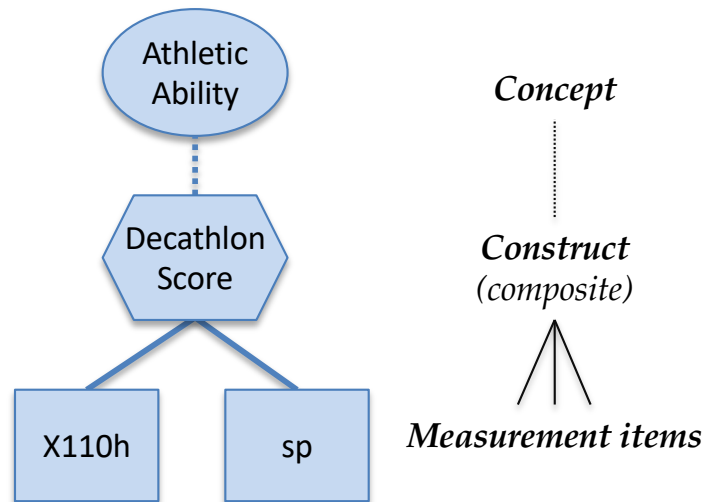 Athletic
Ability
Decathlon
Score
X110h
sp
Concept
Construct
(composite)
Measurement items